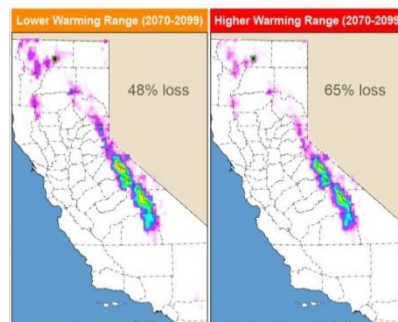 Lower Warming Range (2070-2099)
Higher Warming Range (2070-2099
48% loss
65% loss